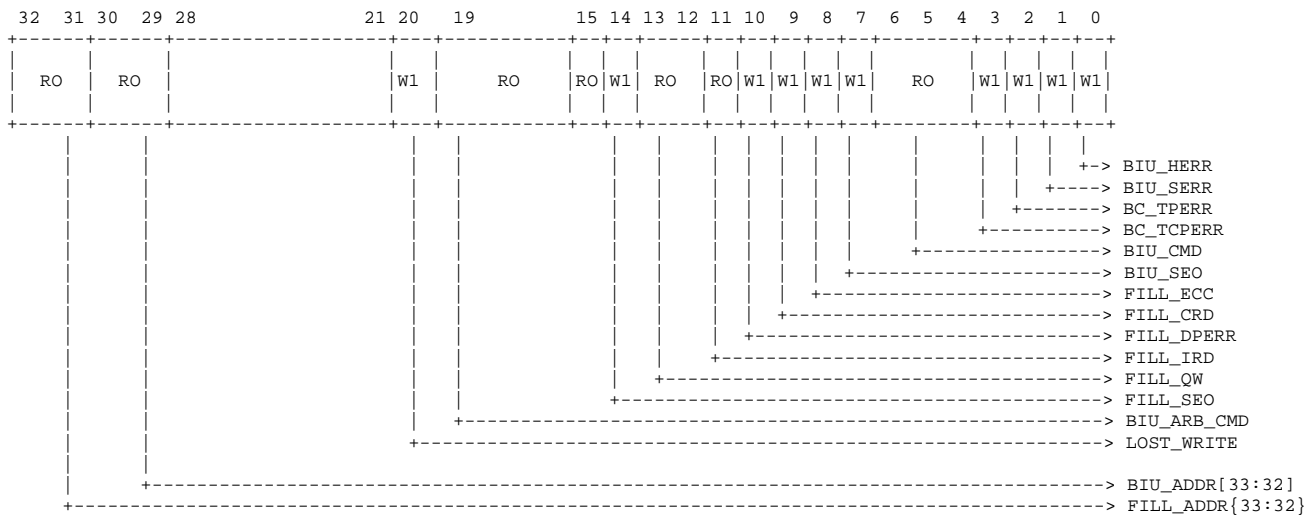 32 31 30 29 28 21 20 19 15 14 13 12 11 10 9 8 7 6 5 4 3 2 1 0
RO RO W1 RO RO W1 RO RO W1 W1 W1 W1 RO W1 W1 W1 W1
BIU_HERR
BIU_SERR
BC_TPERR
BC_TCPERR
BIU_CMD
BIU_SEO
FILL_ECC
FILL_CRD
FILL_DPERR
FILL_IRD
FILL_QW
FILL_SEO
BIU_ARB_CMD
LOST_WRITE
BIU_ADDR[33:32]
FILL_ADDR{33:32}